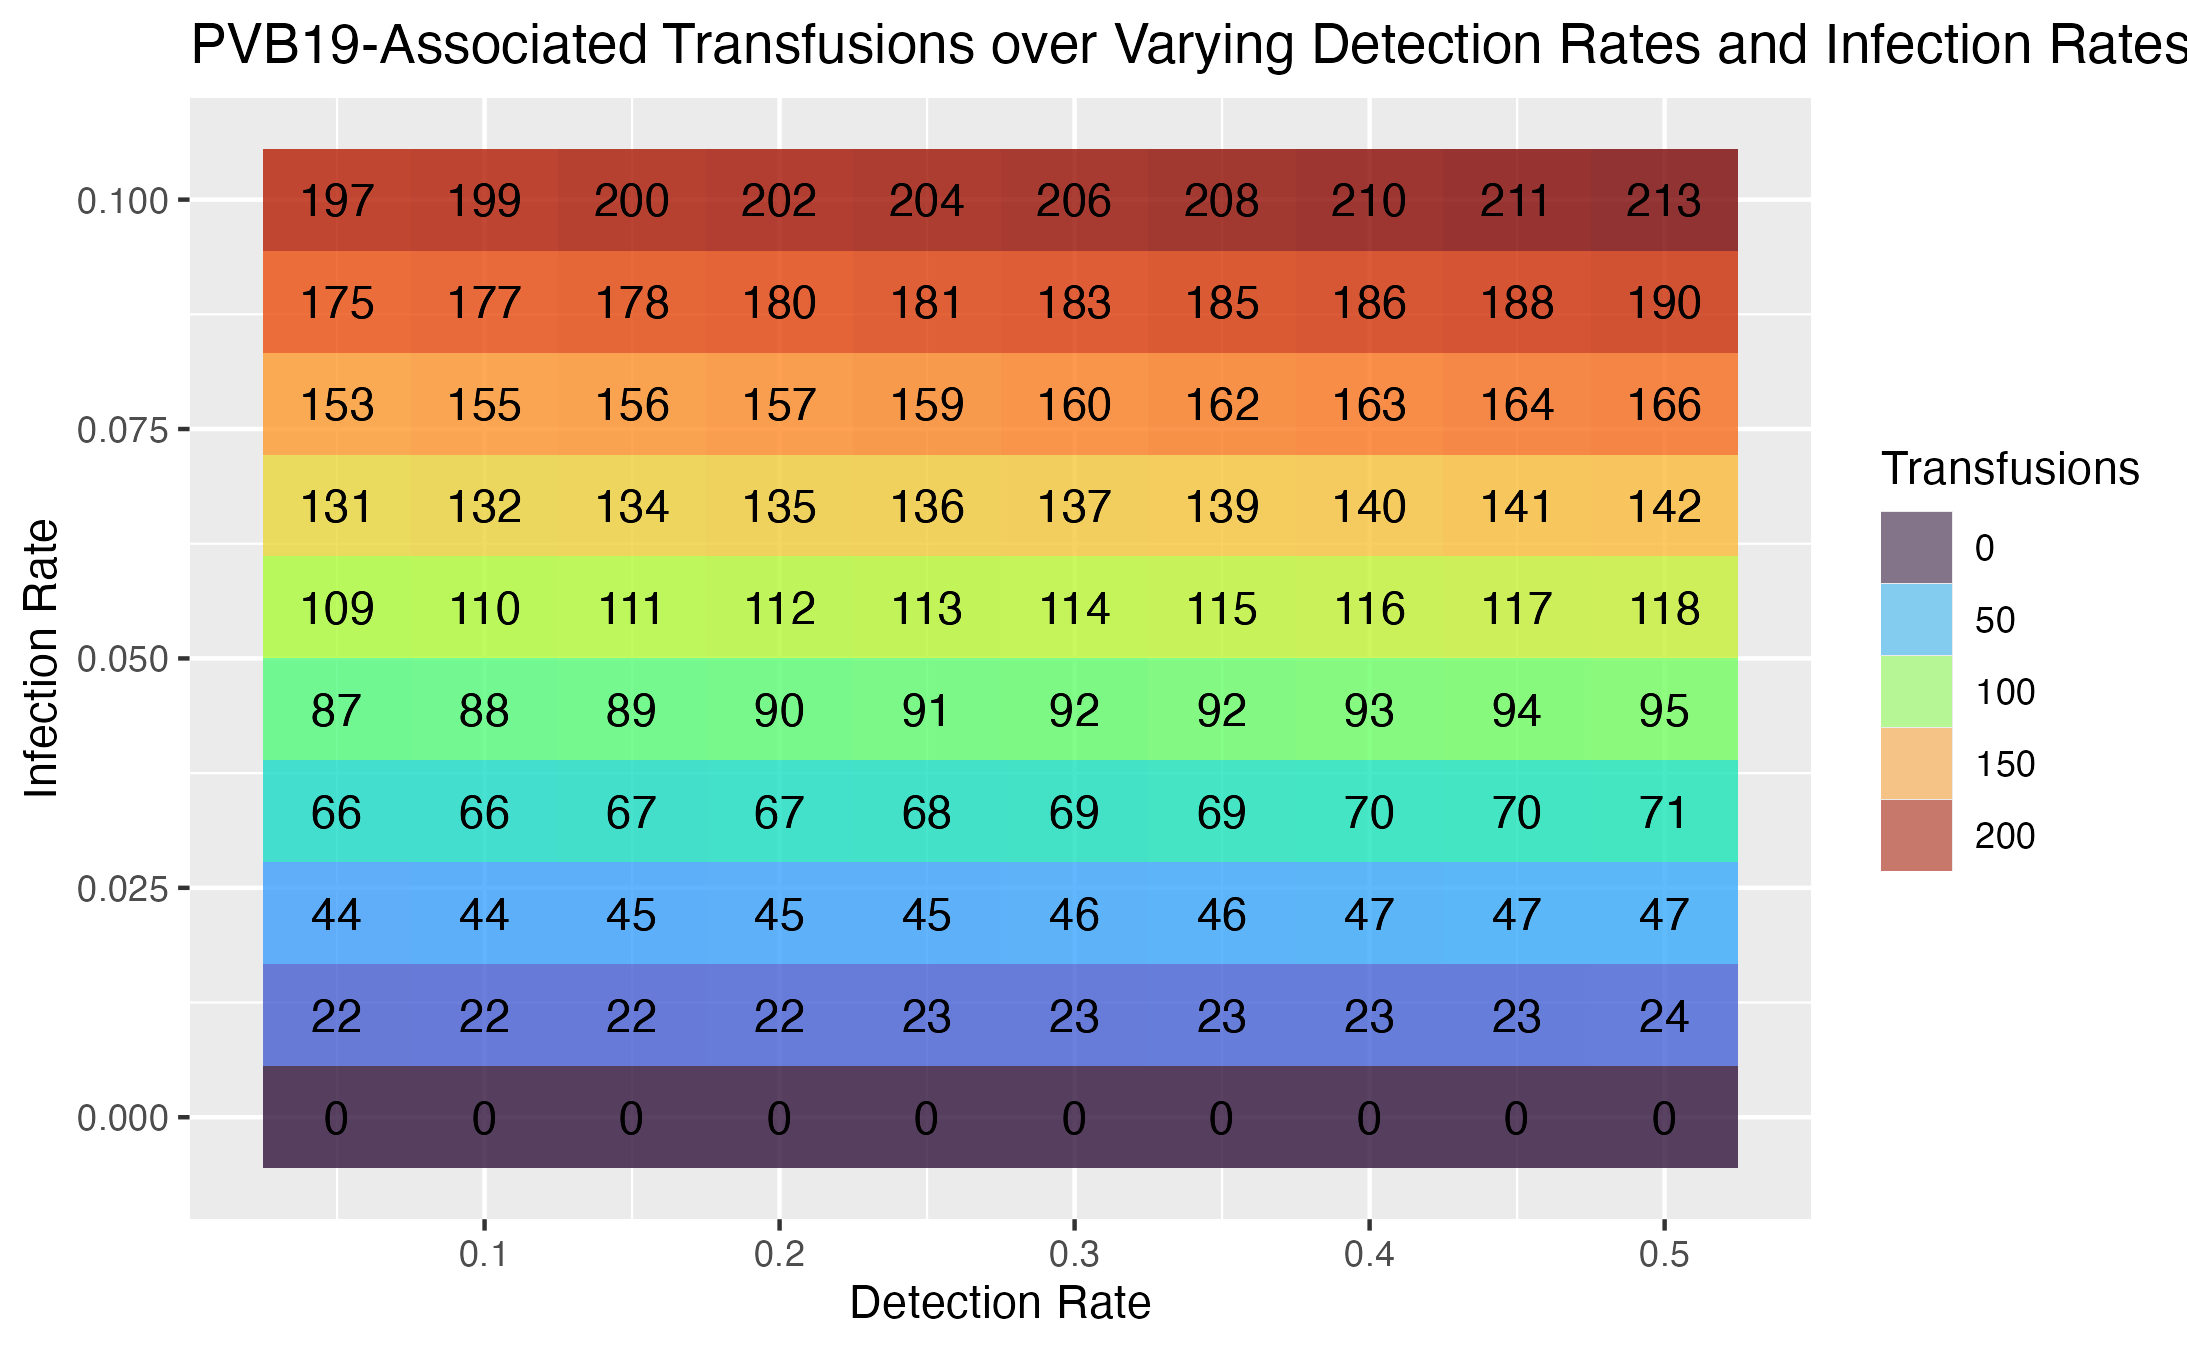 PVB19-Associated Transfusions over Varying Detection Rates and Infection Rates
0.100
197 199 200 202 204 206 208 210 211 213
175 177 178 180 181 183 185 186 188 190
153 155 156 157 159 160 162 163 164 166
0.075
131 132 134 135 136 137 139 140 141 142
109 110 111 112 113 114 115 116 117 118
0.050
87 88 89 90 91 92 92 93 94 95
66 66 67 67 68 69 69 70 70 71
0.025
44 44 45 45 45 46 46 47 47 47
22 22 22 22 23 23 23 23 23 24
0.000
0 0 0 0 0 0 0 0 0 0
0.1 0.2 0.3 0.4 0.5
Detection Rate
Infection Rate
Transfusions
0
50
100
150
200